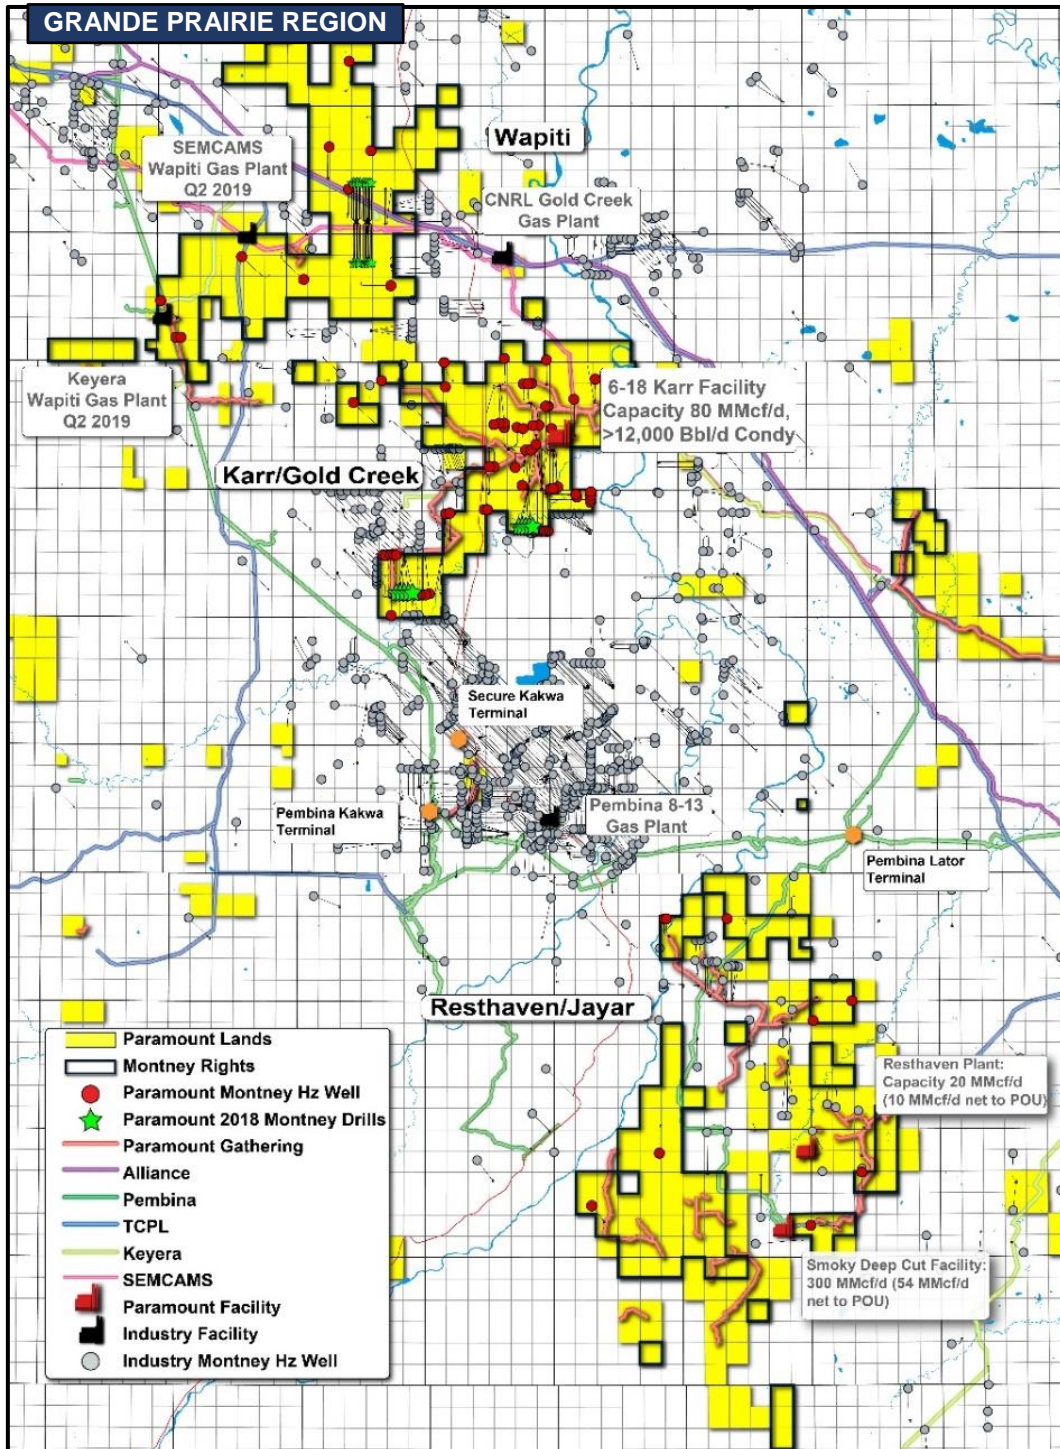 GRANDE PRAIRIE REGION
Wapiti
SEMCAMS
Wapiti Gas Plant
Q2 2019
CNRL Gold Creek
Gas Plant
Keyera
Wapiti Gas Plant
Q2 2019
6-18 Karr Facility
Capacity 80 MMcf/d,
>12,000 Bbl/d Condy
Karr/Gold Creek
Secure Kakwa
Terminal
Pembina Kakwa
Terminal
Pembina 8-13
Gas Plant
Pembina Lator
Terminal
Resthaven/Jayar
Resthaven Plant:
Capacity 20 MMcf/d
(10 MMcf/d net to POU)
Smoky Deep Cut Facility:
300 MMcf/d (54 MMcf/d
net to POU)
Paramount Lands
Montney Rights
Paramount Montney Hz Well
Paramount 2018 Montney Drills
Paramount Gathering
Alliance
Pembina
TCPL
Keyera
SEMCAMS
Paramount Facility
Industry Facility
Industry Montney Hz Well